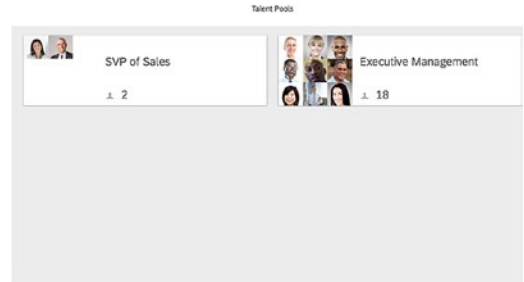 Talent Pools
SVP of Sales
2
Executive Management
18